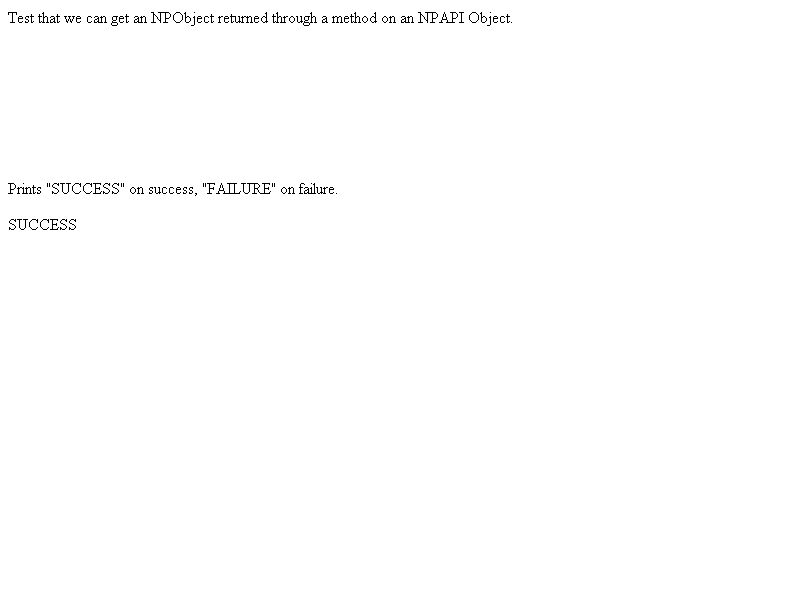 Test that we can get an NPObject returned through a method on an NPAPI Object.
Prints "SUCCESS" on success, "FAILURE" on failure.
SUCCESS